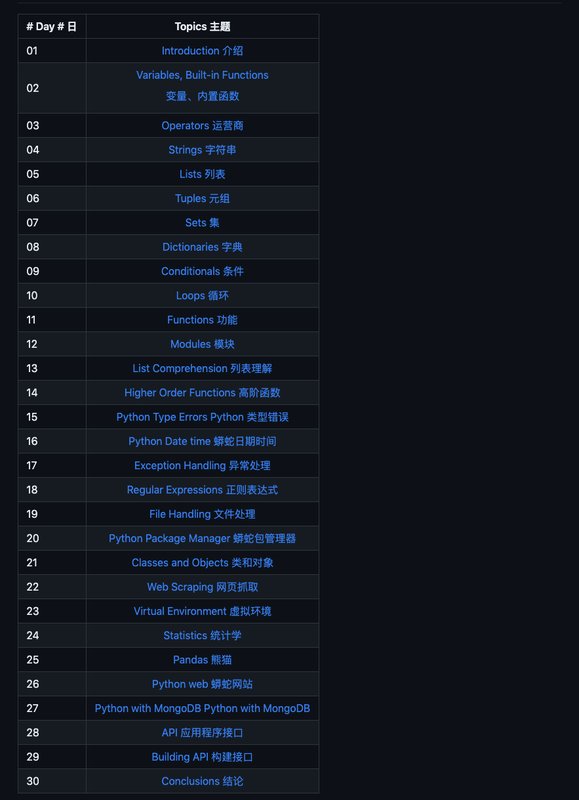 # Day # 日 Topics 主题
01 Introduction 介绍
Variables, Built-in Functions
02
变量、内置函数
03 Operators 运营商
04 Strings 字符串
05 Lists 列表
06 Tuples 元组
07 Sets 集
08 Dictionaries 字典
09 Conditionals 条件
10 Loops 循环
11 Functions 功能
12 Modules 模块
13 List Comprehension 列表理解
14 Higher Order Functions 高阶函数
15 Python Type Errors Python 类型错误
16 Python Date time 蟒蛇日期时间
17 Exception Handling 异常处理
18 Regular Expressions 正则表达式
19 File Handling 文件处理
20 Python Package Manager 蟒蛇包管理器
21 Classes and Objects 类和对象
22 Web Scraping 网页抓取
23 Virtual Environment 虚拟环境
24 Statistics 统计学
25 Pandas 熊猫
26 Python web 蟒蛇网站
27 Python with MongoDB Python with MongoDB
28 API 应用程序接口
29 Building API 构建接口
30 Conclusions 结论